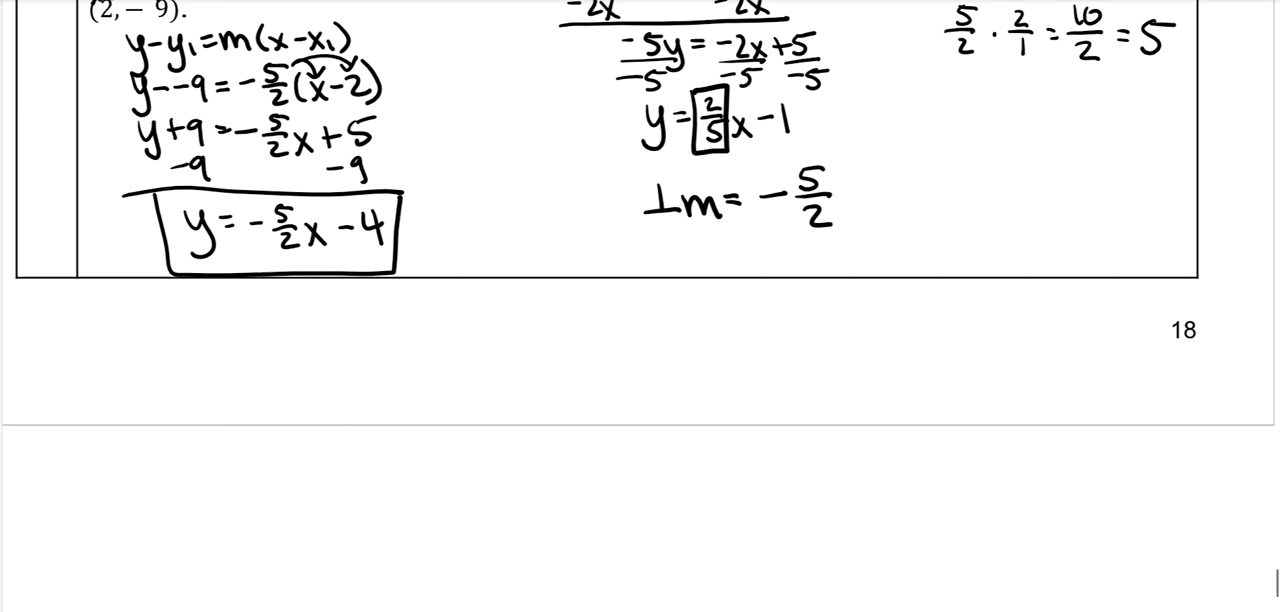 (2, − 9).
y-y₁=m(x-x₁)
y--9=-5/2(x-2)
y+9=-5/2x+5
-9 -9
y=-5/2x-4
-2x -2x
-5y=-2x+5
-5 -5 -5
y=2/5x-1
⊥m=-5/2
5/2·2/1=10/2=5
18